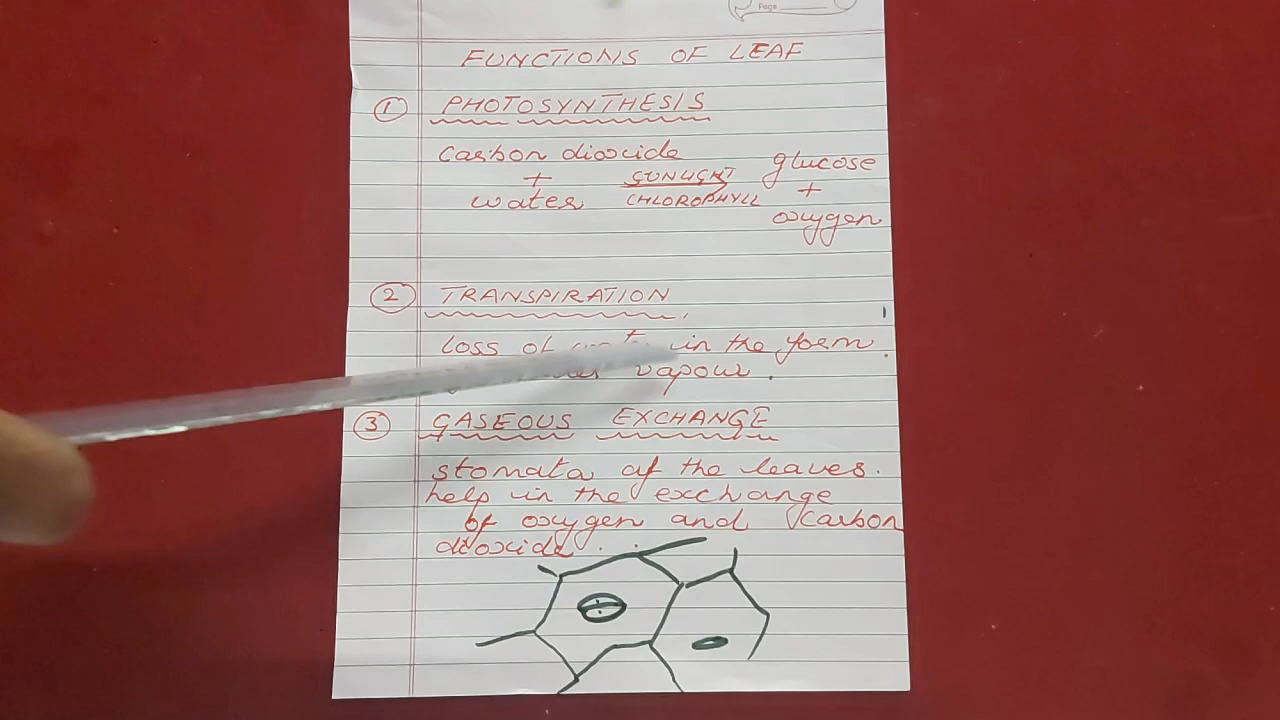 Page
FUNCTIONS OF LEAF
① PHOTOSYNTHESIS
carbon dioxide
+
water
SUNLIGHT
CHLOROPHYLL
glucose
+
oxygen
② TRANSPIRATION
Loss of in the form
vapour.
③ GASEOUS EXCHANGE
stomata of the leaves.
help in the exchange
of oxygen and carbon
dioxide.